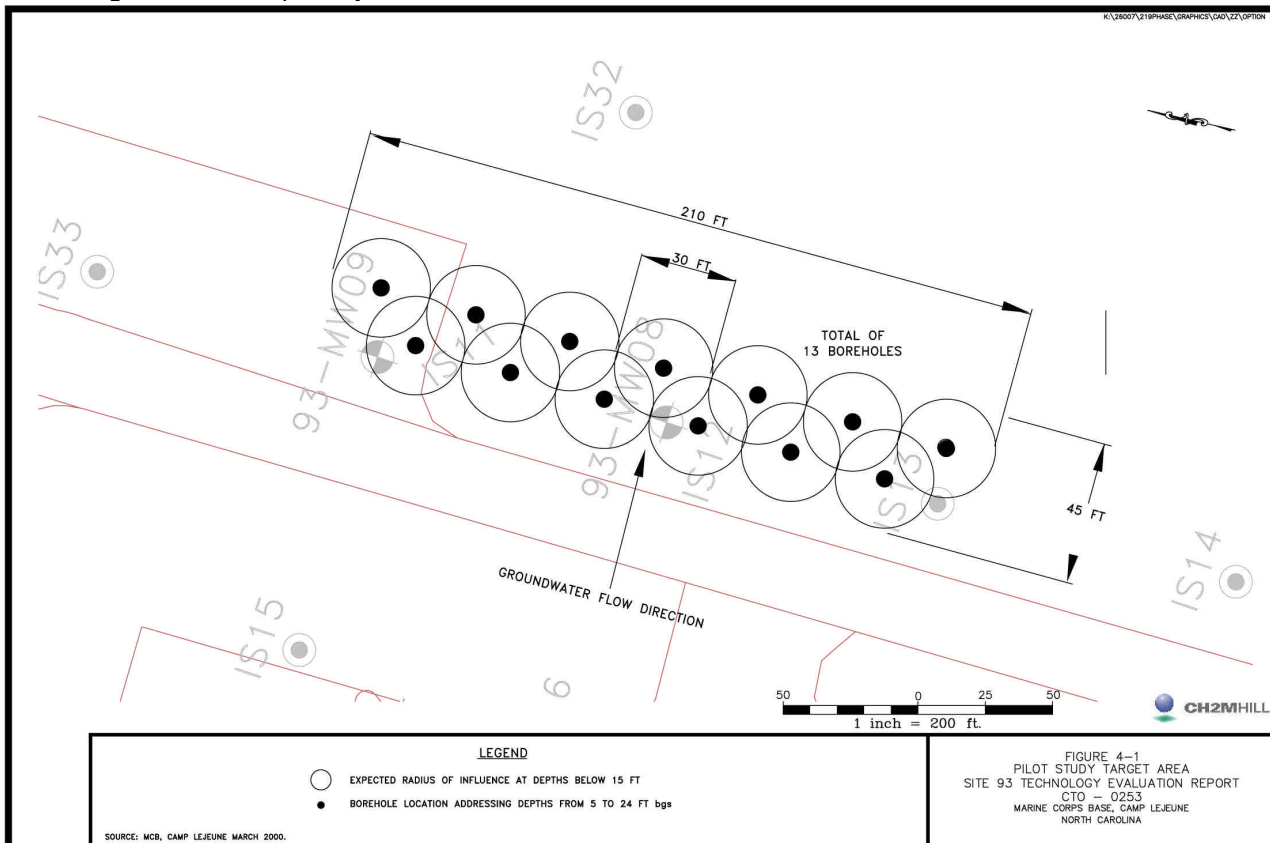 K:\26007\219PHASE\GRAPHICS\CAD\ZZ\OPTION
IS32
210 FT
IS33
93-MW09
30 FT
IS11
93-MW08
TOTAL OF
13 BOREHOLES
IS12
IS13
45 FT
IS14
GROUNDWATER FLOW DIRECTION
IS15
6
50 0 25 50
1 inch = 200 ft.
CH2MHILL
LEGEND
EXPECTED RADIUS OF INFLUENCE AT DEPTHS BELOW 15 FT
BOREHOLE LOCATION ADDRESSING DEPTHS FROM 5 TO 24 FT bgs
SOURCE: MCB, CAMP LEJEUNE MARCH 2000.
FIGURE 4-1
PILOT STUDY TARGET AREA
SITE 93 TECHNOLOGY EVALUATION REPORT
CTO - 0253
MARINE CORPS BASE, CAMP LEJEUNE
NORTH CAROLINA